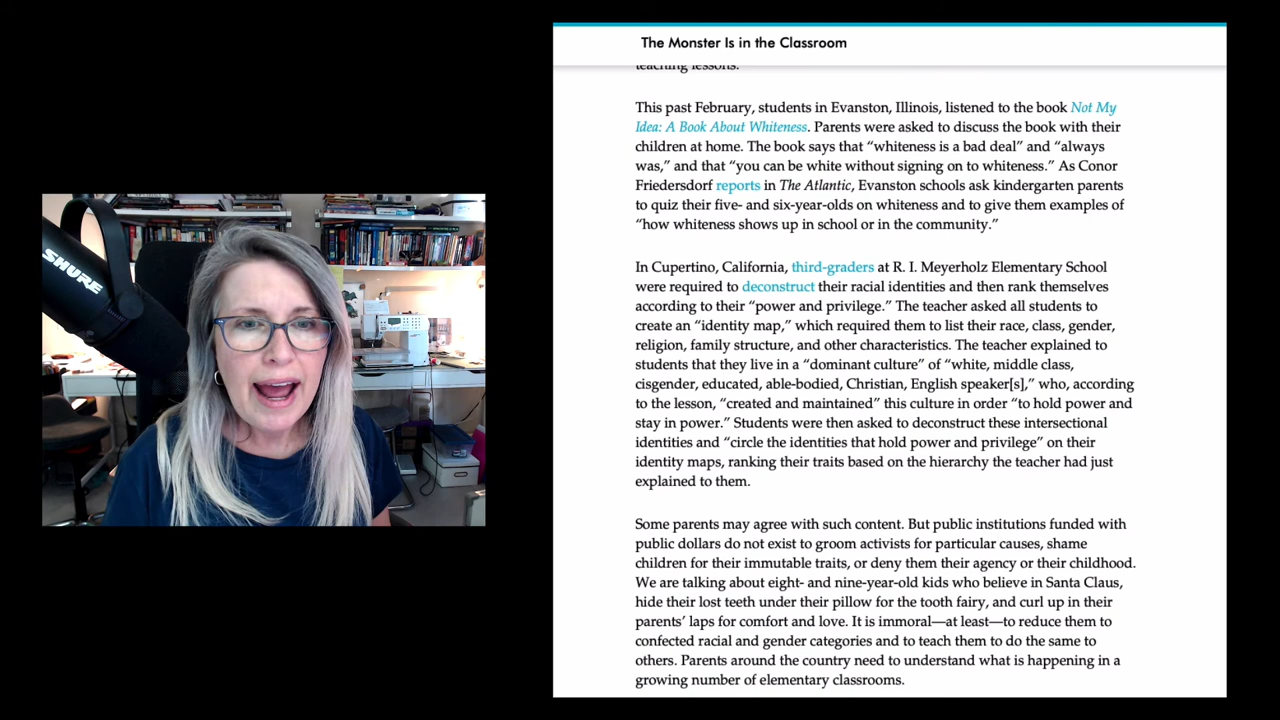 The Monster Is in the Classroom
teaching lessons.
This past February, students in Evanston, Illinois, listened to the book Not My
Idea: A Book About Whiteness. Parents were asked to discuss the book with their
children at home. The book says that “whiteness is a bad deal” and “always
was,” and that “you can be white without signing on to whiteness.” As Conor
Friedersdorf reports in The Atlantic, Evanston schools ask kindergarten parents
to quiz their five- and six-year-olds on whiteness and to give them examples of
“how whiteness shows up in school or in the community.”
In Cupertino, California, third-graders at R. I. Meyerholz Elementary School
were required to deconstruct their racial identities and then rank themselves
according to their “power and privilege.” The teacher asked all students to
create an “identity map,” which required them to list their race, class, gender,
religion, family structure, and other characteristics. The teacher explained to
students that they live in a “dominant culture” of “white, middle class,
cisgender, educated, able-bodied, Christian, English speaker[s],” who, according
to the lesson, “created and maintained” this culture in order “to hold power and
stay in power.” Students were then asked to deconstruct these intersectional
identities and “circle the identities that hold power and privilege” on their
identity maps, ranking their traits based on the hierarchy the teacher had just
explained to them.
Some parents may agree with such content. But public institutions funded with
public dollars do not exist to groom activists for particular causes, shame
children for their immutable traits, or deny them their agency or their childhood.
We are talking about eight- and nine-year-old kids who believe in Santa Claus,
hide their lost teeth under their pillow for the tooth fairy, and curl up in their
parents’ laps for comfort and love. It is immoral—at least—to reduce them to
confected racial and gender categories and to teach them to do the same to
others. Parents around the country need to understand what is happening in a
growing number of elementary classrooms.
SHURE